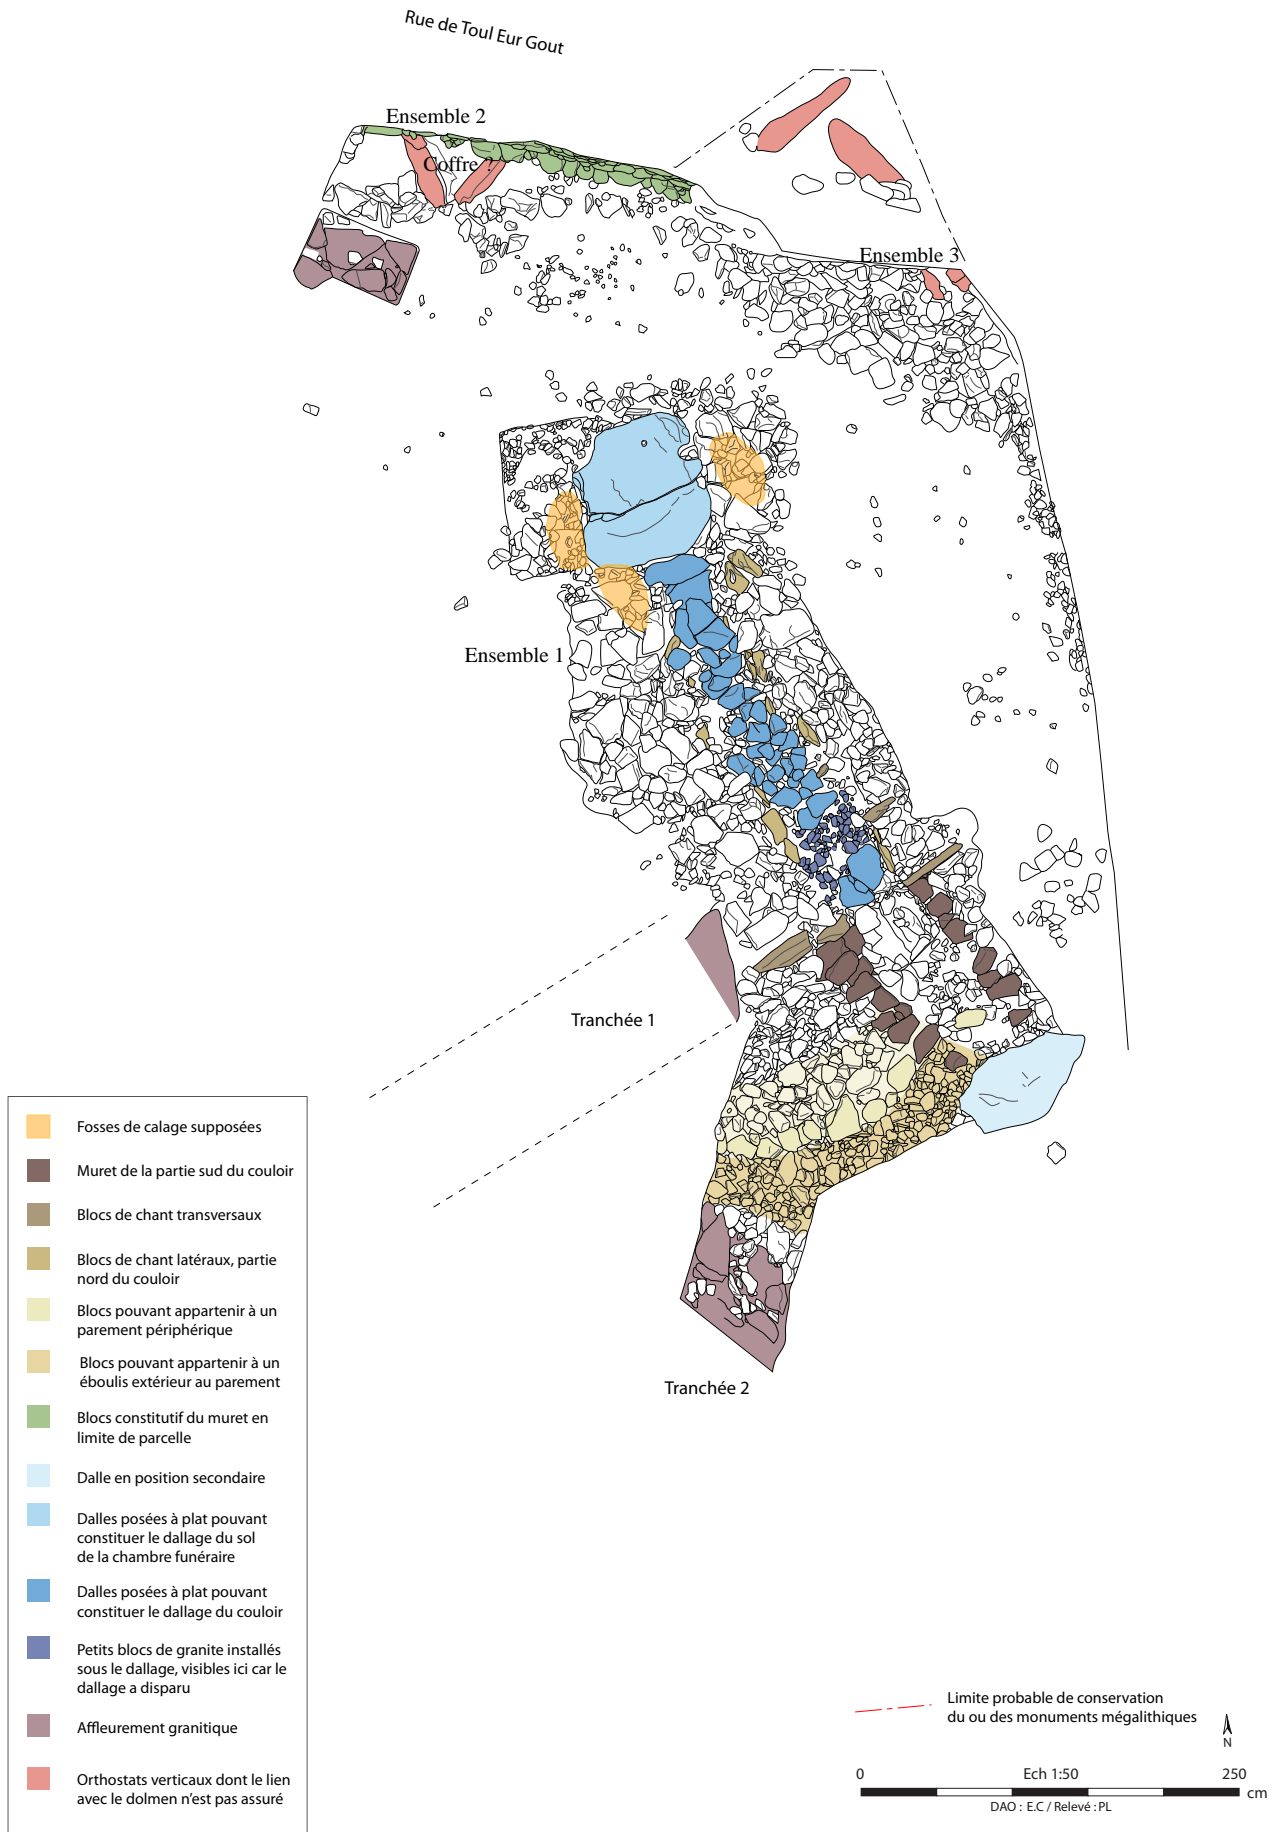 Rue de Toul Eur Gout
Ensemble 2
Coffre ?
Ensemble 3
Ensemble 1
Tranchée 1
Tranchée 2
Fosses de calage supposées
Muret de la partie sud du couloir
Blocs de chant transversaux
Blocs de chant latéraux, partie
nord du couloir
Blocs pouvant appartenir à un
parement périphérique
Blocs pouvant appartenir à un
éboulis extérieur au parement
Blocs constitutif du muret en
limite de parcelle
Dalle en position secondaire
Dalles posées à plat pouvant
constituer le dallage du sol
de la chambre funéraire
Dalles posées à plat pouvant
constituer le dallage du couloir
Petits blocs de granite installés
sous le dallage, visibles ici car le
dallage a disparu
Affleurement granitique
Orthostats verticaux dont le lien
avec le dolmen n'est pas assuré
Limite probable de conservation
du ou des monuments mégalithiques
N
0 Ech 1:50 250
cm
DAO : E.C / Relevé : PL